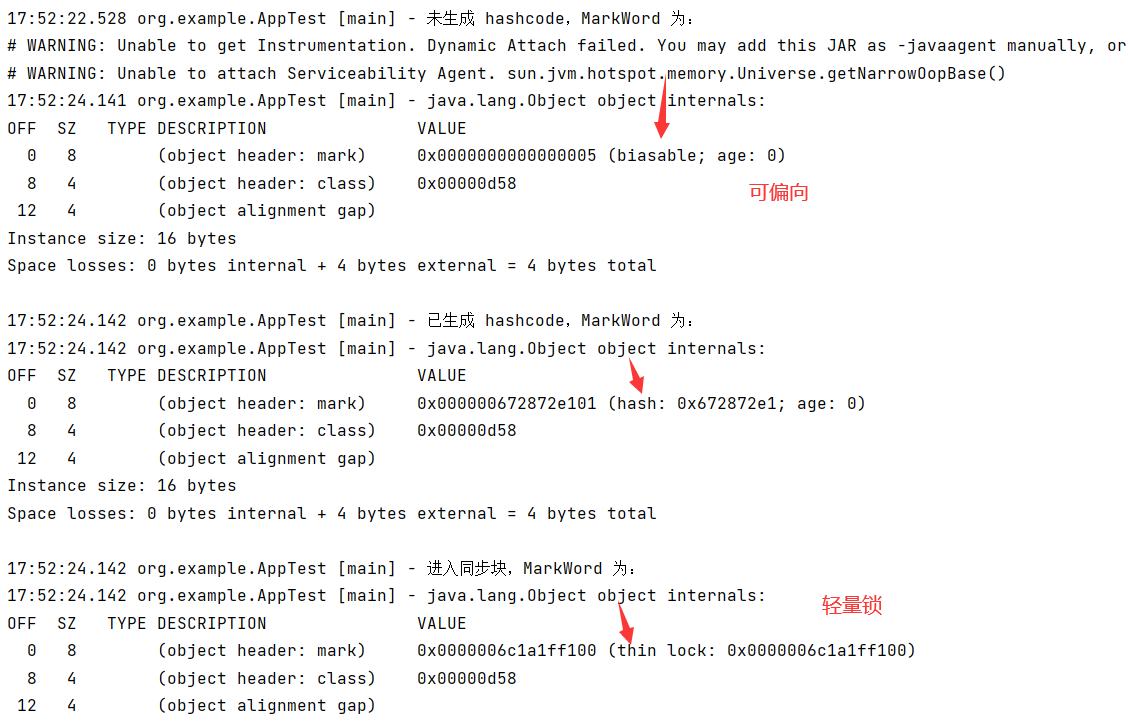 17:52:22.528 org.example.AppTest [main] - 未生成 hashcode，MarkWord 为：
# WARNING: Unable to get Instrumentation. Dynamic Attach failed. You may add this JAR as -javaagent manually, or
# WARNING: Unable to attach Serviceability Agent. sun.jvm.hotspot.memory.Universe.getNarrowOopBase()
17:52:24.141 org.example.AppTest [main] - java.lang.Object object internals:
OFF  SZ   TYPE DESCRIPTION               VALUE
  0   8        (object header: mark)     0x0000000000000005 (biasable; age: 0)
  8   4        (object header: class)    0x00000d58
可偏向
 12   4        (object alignment gap)
Instance size: 16 bytes
Space losses: 0 bytes internal + 4 bytes external = 4 bytes total
17:52:24.142 org.example.AppTest [main] - 已生成 hashcode，MarkWord 为：
17:52:24.142 org.example.AppTest [main] - java.lang.Object object internals:
OFF  SZ   TYPE DESCRIPTION               VALUE
  0   8        (object header: mark)     0x000000672872e101 (hash: 0x672872e1; age: 0)
  8   4        (object header: class)    0x00000d58
 12   4        (object alignment gap)
Instance size: 16 bytes
Space losses: 0 bytes internal + 4 bytes external = 4 bytes total
17:52:24.142 org.example.AppTest [main] - 进入同步块，MarkWord 为：
17:52:24.142 org.example.AppTest [main] - java.lang.Object object internals:
轻量锁
OFF  SZ   TYPE DESCRIPTION               VALUE
  0   8        (object header: mark)     0x0000006c1a1ff100 (thin lock: 0x0000006c1a1ff100)
  8   4        (object header: class)    0x00000d58
 12   4        (object alignment gap)